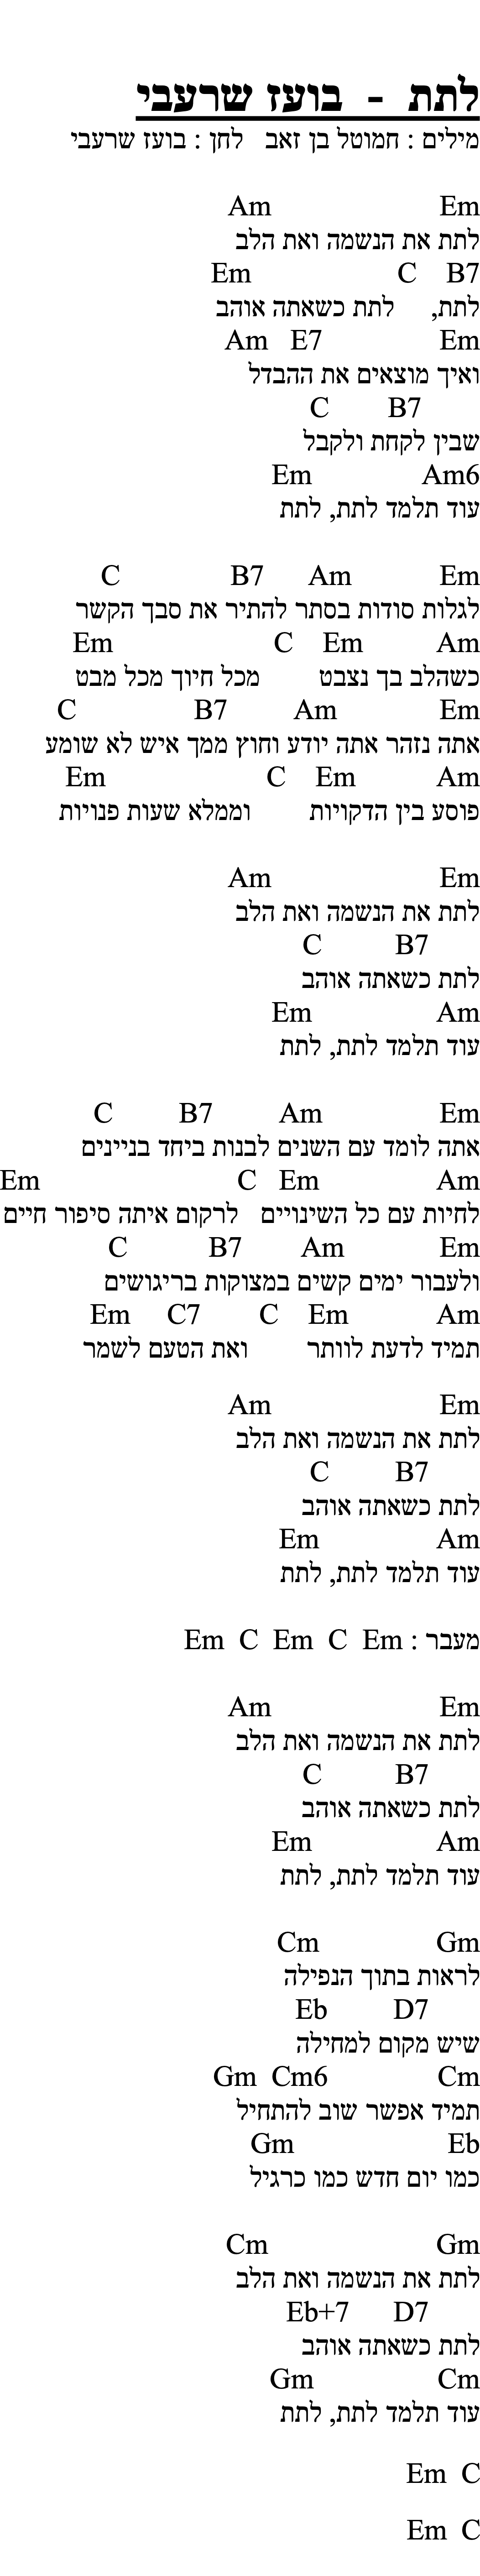 לתת - בועז שרעבי
מילים : חמוטל בן זאב לחן : בועז שרעבי
Am Em
לתת את הנשמה ואת הלב
Em C B7
לתת, לתת כשאתה אוהב
Am E7 Em
ואיך מוצאים את ההבדל
C B7
שבין לקחת ולקבל
Em Am6
עוד תלמד לתת, לתת
C B7 Am Em
לגלות סודות בסתר להתיר את סבך הקשר
Em C Em Am
כשהלב בך נצבט מכל חיוך מכל מבט
C B7 Am Em
אתה נזהר אתה יודע וחוץ ממך איש לא שומע
Em C Em Am
פוסע בין הדקויות וממלא שעות פנויות
Am Em
לתת את הנשמה ואת הלב
C B7
לתת כשאתה אוהב
Em Am
עוד תלמד לתת, לתת
C B7 Am Em
אתה לומד עם השנים לבנות ביחד בניינים
Em C Em Am
לחיות עם כל השינויים לרקום איתה סיפור חיים
C B7 Am Em
ולעבור ימים קשים במצוקות בריגושים
Em C7 C Em Am
תמיד לדעת לוותר ואת הטעם לשמר
Am Em
לתת את הנשמה ואת הלב
C B7
לתת כשאתה אוהב
Em Am
עוד תלמד לתת, לתת
מעבר : Em C Em C Em
Am Em
לתת את הנשמה ואת הלב
C B7
לתת כשאתה אוהב
Em Am
עוד תלמד לתת, לתת
Cm Gm
לראות בתוך הנפילה
Eb D7
שיש מקום למחילה
Gm Cm6 Cm
תמיד אפשר שוב להתחיל
Gm Eb
כמו יום חדש כמו כרגיל
Cm Gm
לתת את הנשמה ואת הלב
Eb+7 D7
לתת כשאתה אוהב
Gm Cm
עוד תלמד לתת, לתת
Em C
Em C